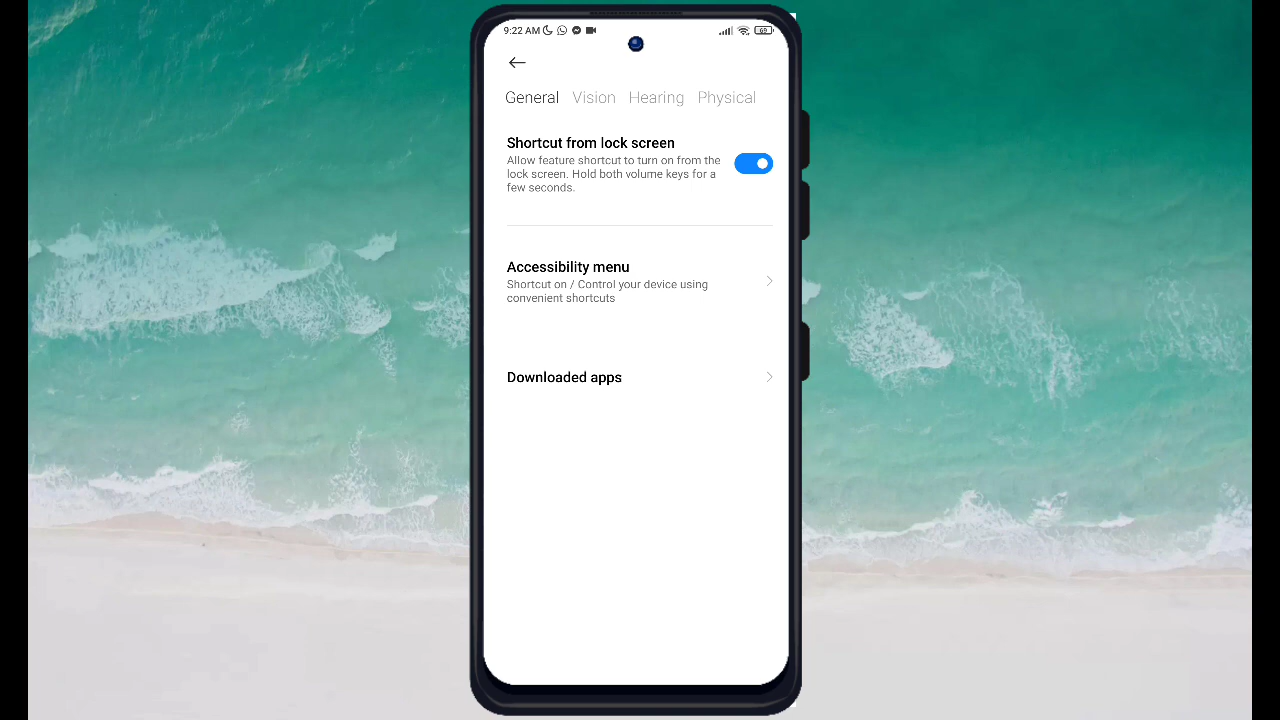 9:22 AM
69
General Vision Hearing Physical
Shortcut from lock screen
Allow feature shortcut to turn on from the
lock screen. Hold both volume keys for a
few seconds.
Accessibility menu
Shortcut on / Control your device using
convenient shortcuts
Downloaded apps